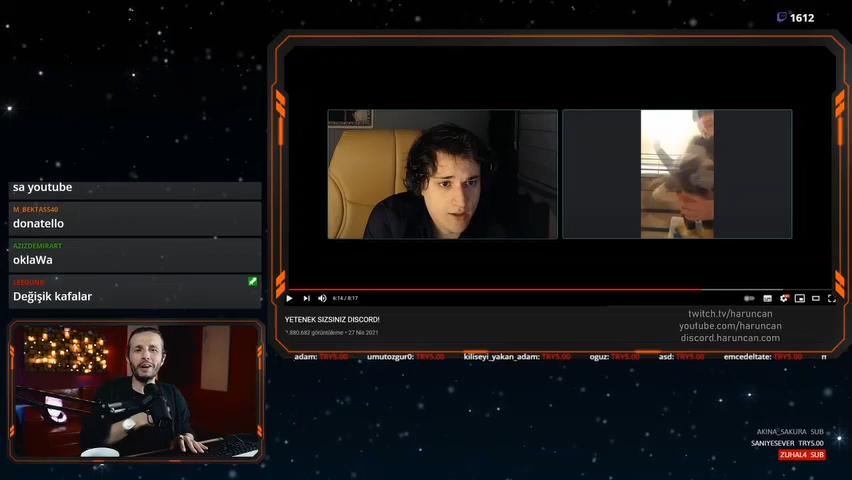 1612
sa youtube
M_BEKTASS40
donatello
AZIZDEMIRART
oklaWa
LEEGUND
Değişik kafalar
6:14 / 8:17
YETENEK SIZSINIZ DISCORD!
880.682 görüntüleme • 27 Nis 2021
twitch.tv/haruncan
youtube.com/haruncan
discord.haruncan.com
adam: TRY5.00 umutozgur0: TRY5.00 kiliseyi_yakan_adam: TRY5.00 oguz: TRY5.00 asd: TRY5.00 emcedeltate: TRY5.00
AKINA_SAKURA SUB
SANIYESEVER TRY5.00
ZUHAL4 SUB